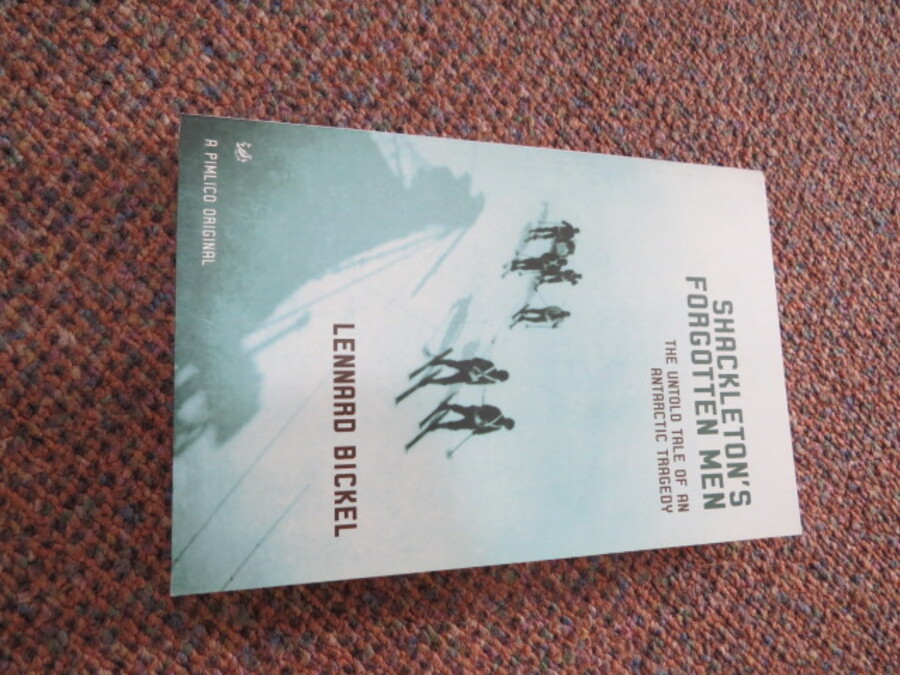 SHACKLETON'S
FORGOTTEN MEN
THE UNTOLD TALE OF AN
ANTARCTIC TRAGEDY
LENNARD BICKEL
A PIMLICO ORIGINAL